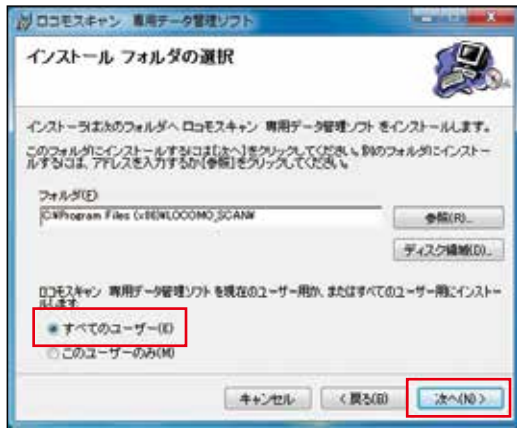 ロコモスキャン 専用データ管理ソフト
インストール フォルダの選択
インストーラは次のフォルダへ ロコモスキャン 専用データ管理ソフト をインストールします。
このフォルダにインストールするには[次へ]をクリックしてください。別のフォルダにインストー
ルするには、アドレスを入力するか[参照]をクリックしてください。
フォルダ(F)
C:¥Program Files (x86)¥LOCOMO_SCAN¥
参照(R)...
ディスク領域(D)...
ロコモスキャン 専用データ管理ソフト を現在のユーザー用か、またはすべてのユーザー用にインストー
ルします:
すべてのユーザー(E)
このユーザーのみ(M)
キャンセル
< 戻る(B)
次へ(N) >